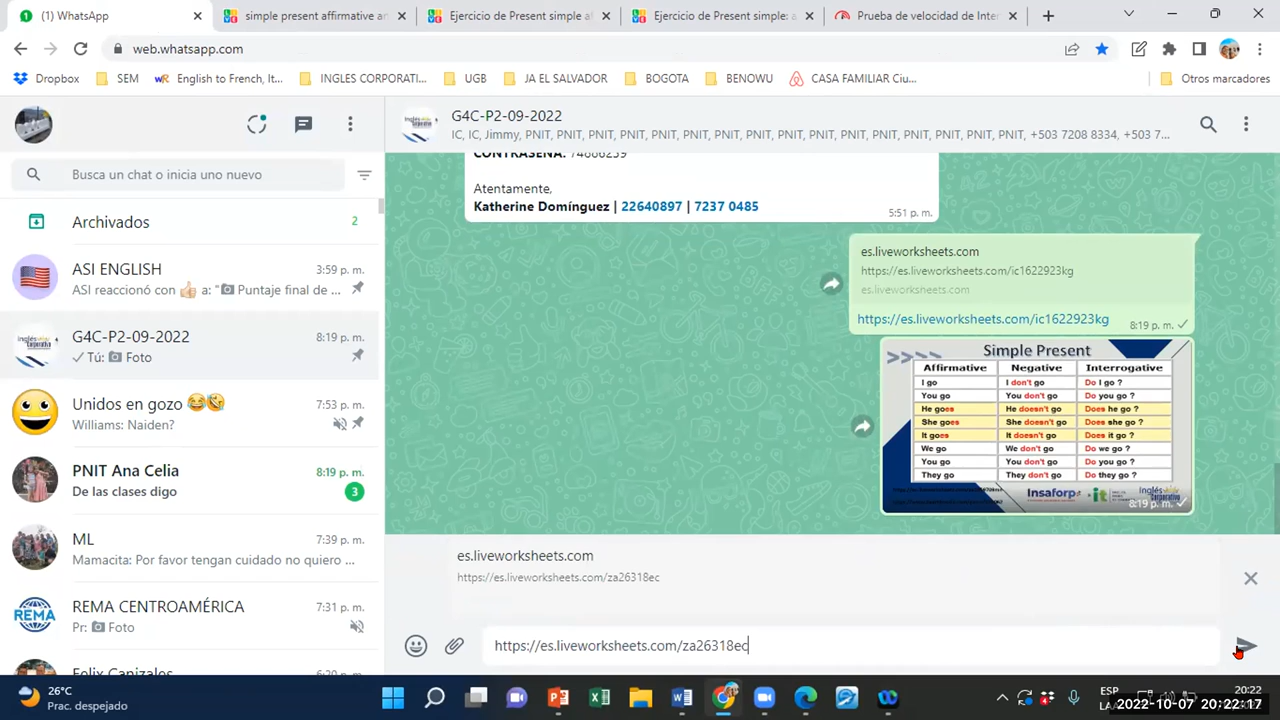 (1) WhatsApp
simple present affirmative an
Ejercicio de Present simple af
Ejercicio de Present simple: a
Prueba de velocidad de Inter
web.whatsapp.com
Dropbox
SEM
English to French, It...
INGLES CORPORATI...
UGB
JA EL SALVADOR
BOGOTA
BENOWU
CASA FAMILIAR Ciu...
Otros marcadores
G4C-P2-09-2022
IC, IC, Jimmy, PNIT, PNIT, PNIT, PNIT, PNIT, PNIT, PNIT, PNIT, PNIT, PNIT, PNIT, PNIT, PNIT, PNIT, PNIT, +503 7208 8334, +503 7...
Busca un chat o inicia uno nuevo
Archivados
2
ASI ENGLISH
3:59 p. m.
ASI reaccionó con 👍🏻 a: "📷 Puntaje final de ...
G4C-P2-09-2022
8:19 p. m.
Tú: Foto
Unidos en gozo 😂🤣
7:53 p. m.
Williams: Naiden?
PNIT Ana Celia
8:19 p. m.
De las clases digo
3
ML
7:39 p. m.
Mamacita: Por favor tengan cuidado no quiero ...
REMA CENTROAMÉRICA
7:31 p. m.
Pr: Foto
Felix Canizales
6:20 p. m.
CONTRASEÑA: 74886239
Atentamente,
Katherine Domínguez | 22640897 | 7237 0485
5:51 p. m.
es.liveworksheets.com
https://es.liveworksheets.com/ic1622923kg
es.liveworksheets.com
https://es.liveworksheets.com/ic1622923kg
8:19 p. m.
Simple Present
Affirmative Negative Interrogative
I go I don't go Do I go ?
You go You don't go Do you go ?
He goes He doesn't go Does he go ?
She goes She doesn't go Does she go ?
It goes It doesn't go Does it go ?
We go We don't go Do we go ?
You go You don't go Do you go ?
They go They don't go Do they go ?
Insaforp
it
Inglés
Corporativo
8:19 p. m.
es.liveworksheets.com
https://es.liveworksheets.com/za26318ec
https://es.liveworksheets.com/za26318ec
26°C
Prac. despejado
ESP
20:22
2022-10-07 20:22:17